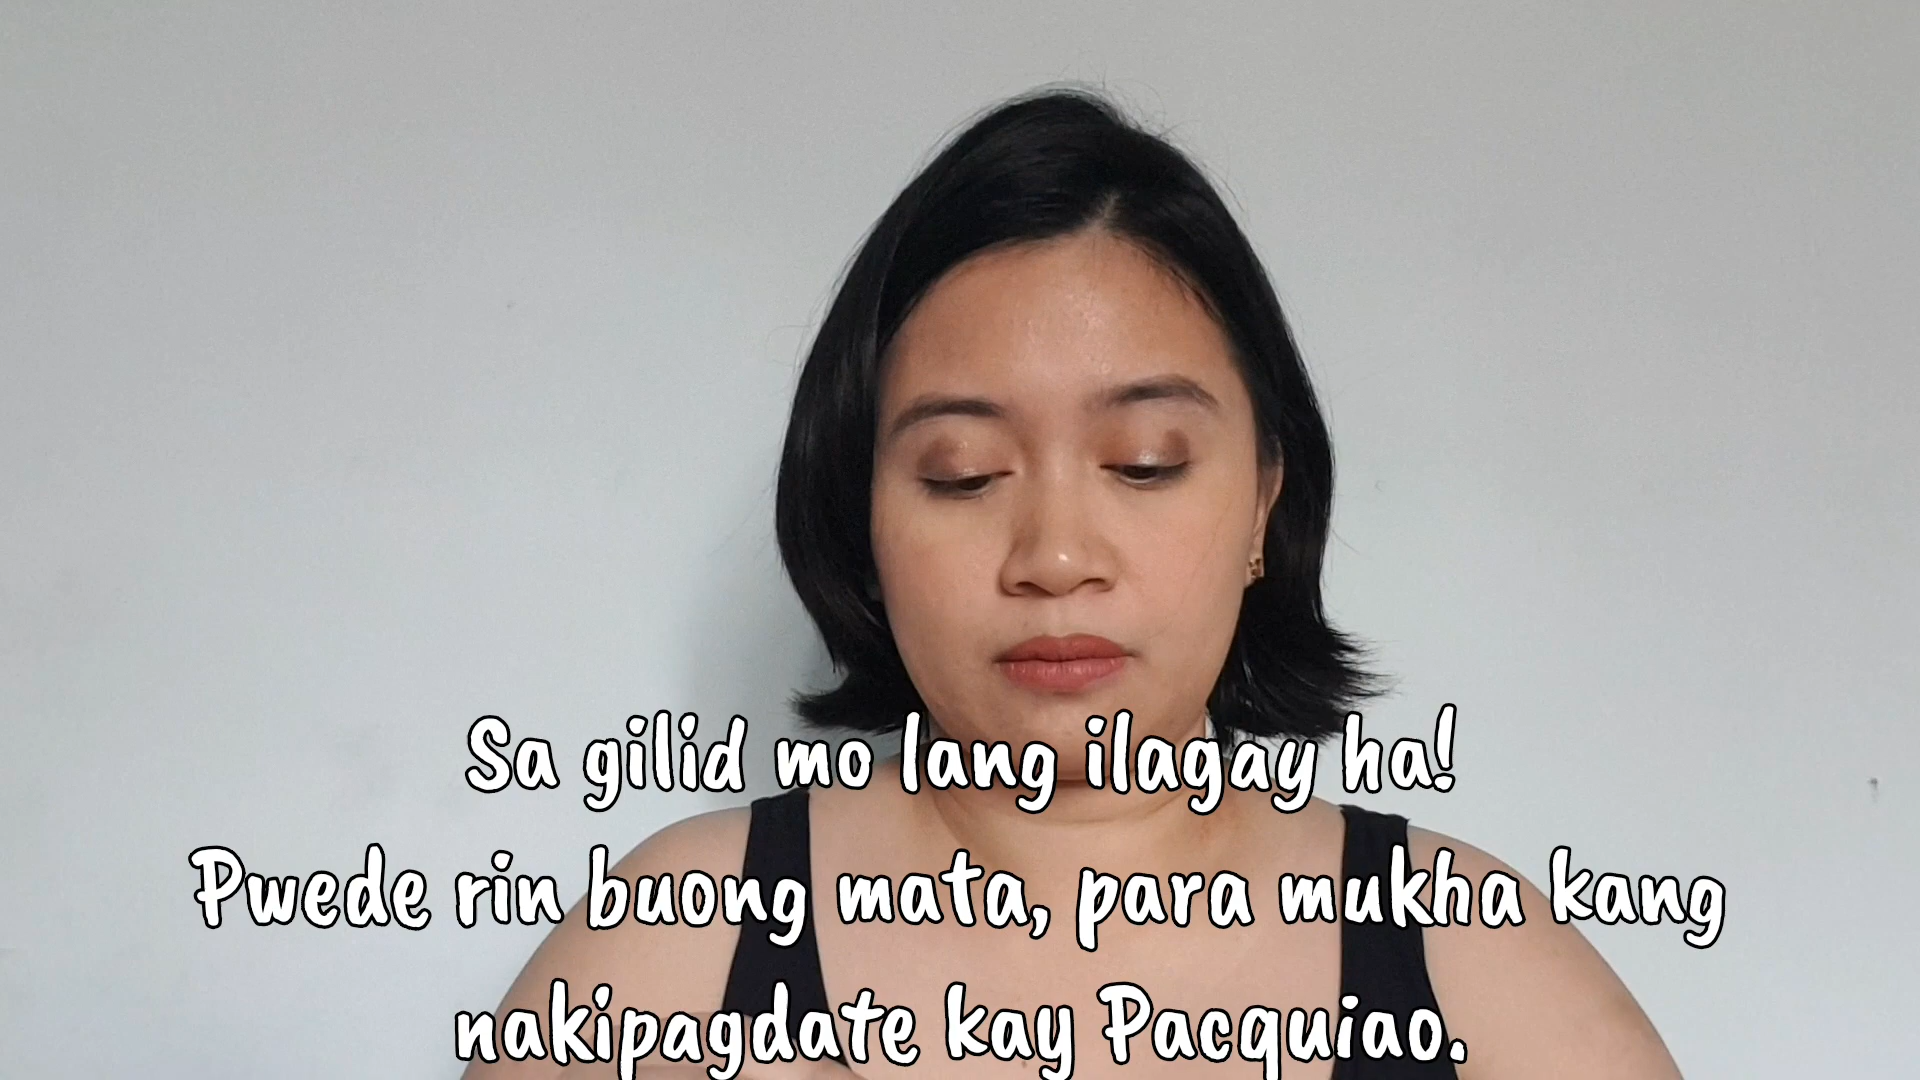 Sa gilid mo lang ilagay ha!
Pwede rin buong mata, para mukha kang
nakipagdate kay Pacquiao.